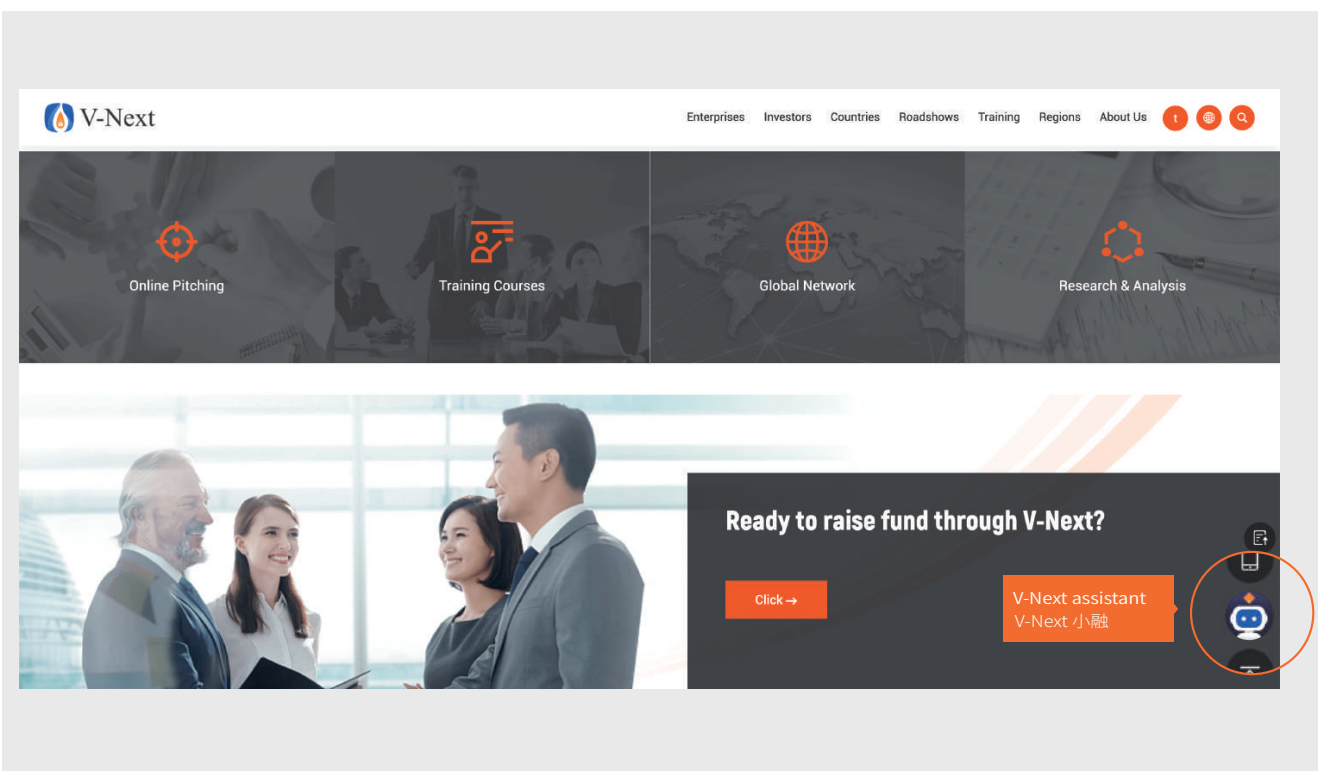 V-Next
Enterprises Investors Countries Roadshows Training Regions About Us t
Online Pitching
Training Courses
Global Network
Research & Analysis
Ready to raise fund through V-Next?
Click →
V-Next assistant
V-Next 小融